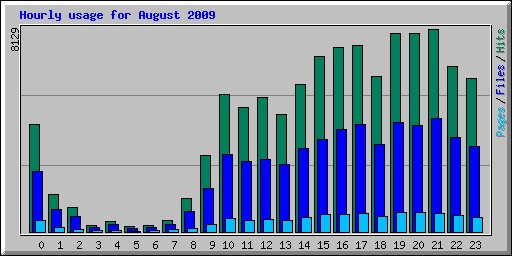 Hourly usage for August 2009
8129
Pages / Files / Hits
0 1 2 3 4 5 6 7 8 9 10 11 12 13 14 15 16 17 18 19 20 21 22 23